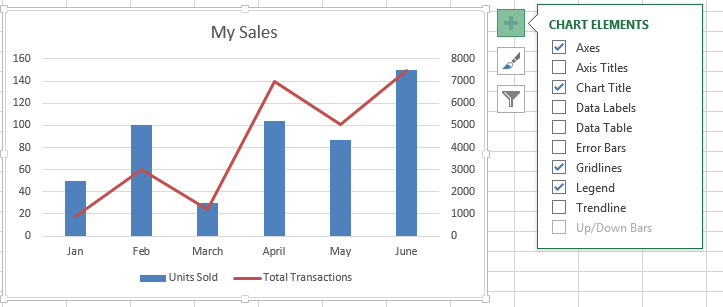 My Sales
160 8000
140 7000
120 6000
100 5000
80 4000
60 3000
40 2000
20 1000
0 0
Jan Feb March April May June
Units Sold Total Transactions
CHART ELEMENTS
Axes
Axis Titles
Chart Title
Data Labels
Data Table
Error Bars
Gridlines
Legend
Trendline
Up/Down Bars